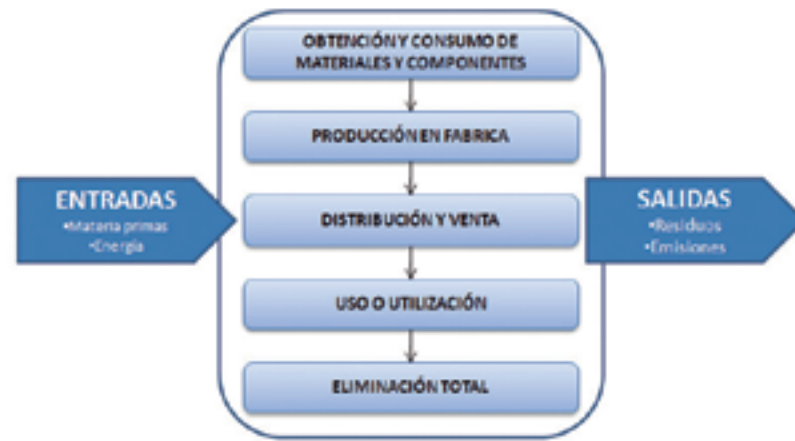 OBTENCIÓN Y CONSUMO DE
MATERIALES Y COMPONENTES
PRODUCCIÓN EN FABRICA
ENTRADAS
•Materia primas
•Energía
DISTRIBUCIÓN Y VENTA
SALIDAS
•Residuos
•Emisiones
USO O UTILIZACIÓN
ELIMINACIÓN TOTAL